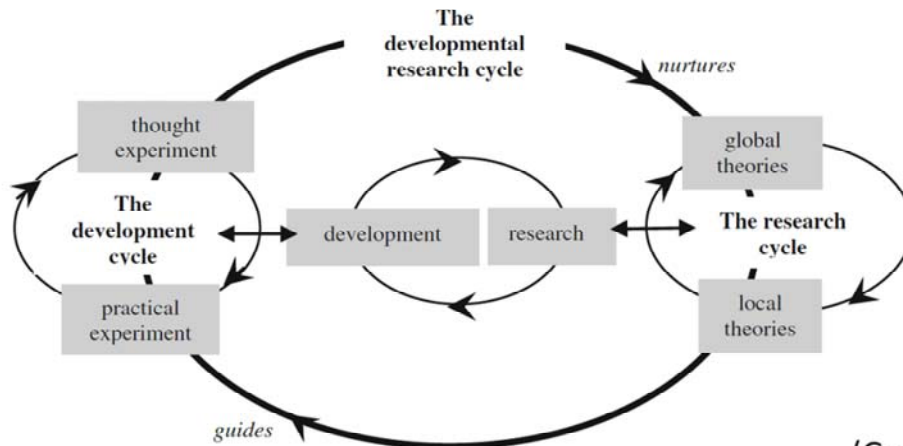 The
developmental
research cycle
nurtures
thought
experiment
global
theories
The
development
cycle
development
research
The research
cycle
practical
experiment
local
theories
guides